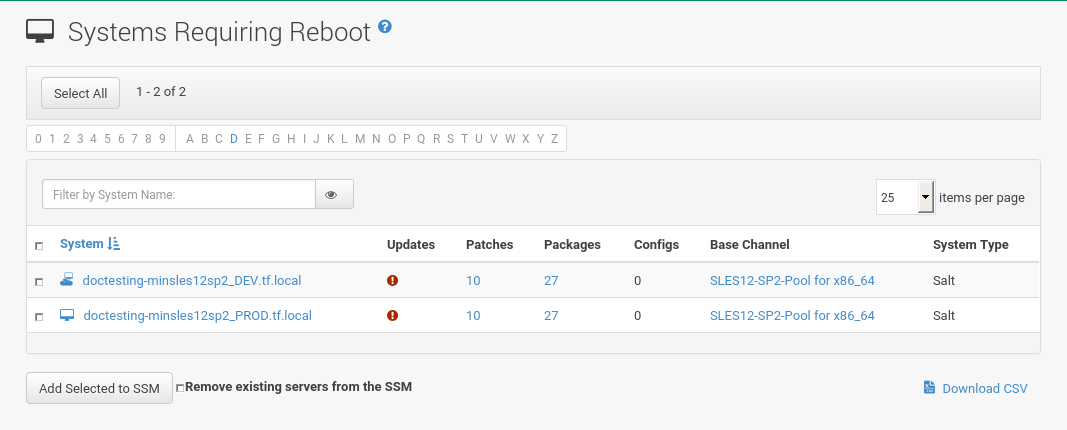 Systems Requiring Reboot ?
Select All 1 - 2 of 2
0 1 2 3 4 5 6 7 8 9 A B C D E F G H I J K L M N O P Q R S T U V W X Y Z
Filter by System Name: 25 items per page
System Updates Patches Packages Configs Base Channel System Type
doctesting-minsles12sp2_DEV.tf.local 10 27 0 SLES12-SP2-Pool for x86_64 Salt
doctesting-minsles12sp2_PROD.tf.local 10 27 0 SLES12-SP2-Pool for x86_64 Salt
Add Selected to SSM Remove existing servers from the SSM Download CSV